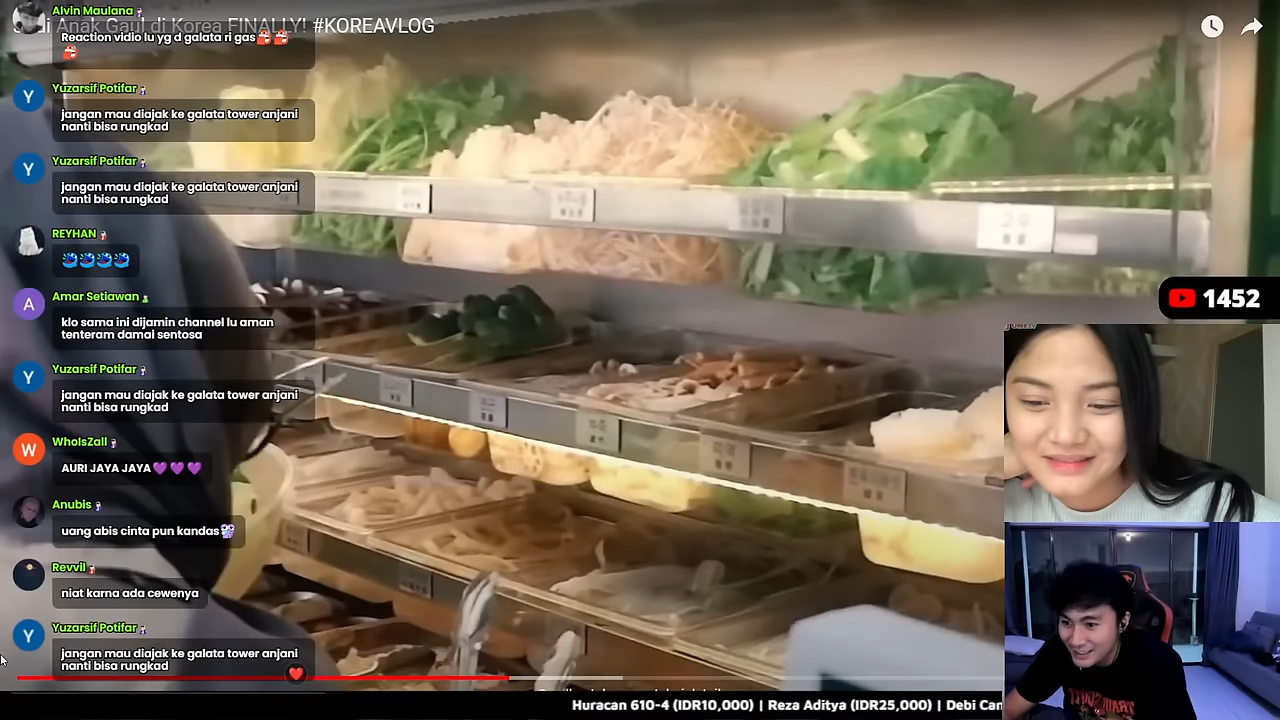 Alvin Maulana
di Anak Gaul di Korea FINALLY! #KOREAVLOG
Reaction vidio lu yg d galata ri gas
Yuzarsif Potifar
jangan mau diajak ke galata tower anjani
nanti bisa rungkad
Yuzarsif Potifar
jangan mau diajak ke galata tower anjani
nanti bisa rungkad
REYHAN
Amar Setiawan
klo sama ini dijamin channel lu aman
tenteram damai sentosa
Yuzarsif Potifar
jangan mau diajak ke galata tower anjani
nanti bisa rungkad
WhoIsZall
AURI JAYA JAYA
Anubis
uang abis cinta pun kandas
Revvil
niat karna ada cewenya
Yuzarsif Potifar
jangan mau diajak ke galata tower anjani
nanti bisa rungkad
Y
Y
A
Y
W
Y
1452
Huracan 610-4 (IDR10,000) | Reza Aditya (IDR25,000) | Debi Can